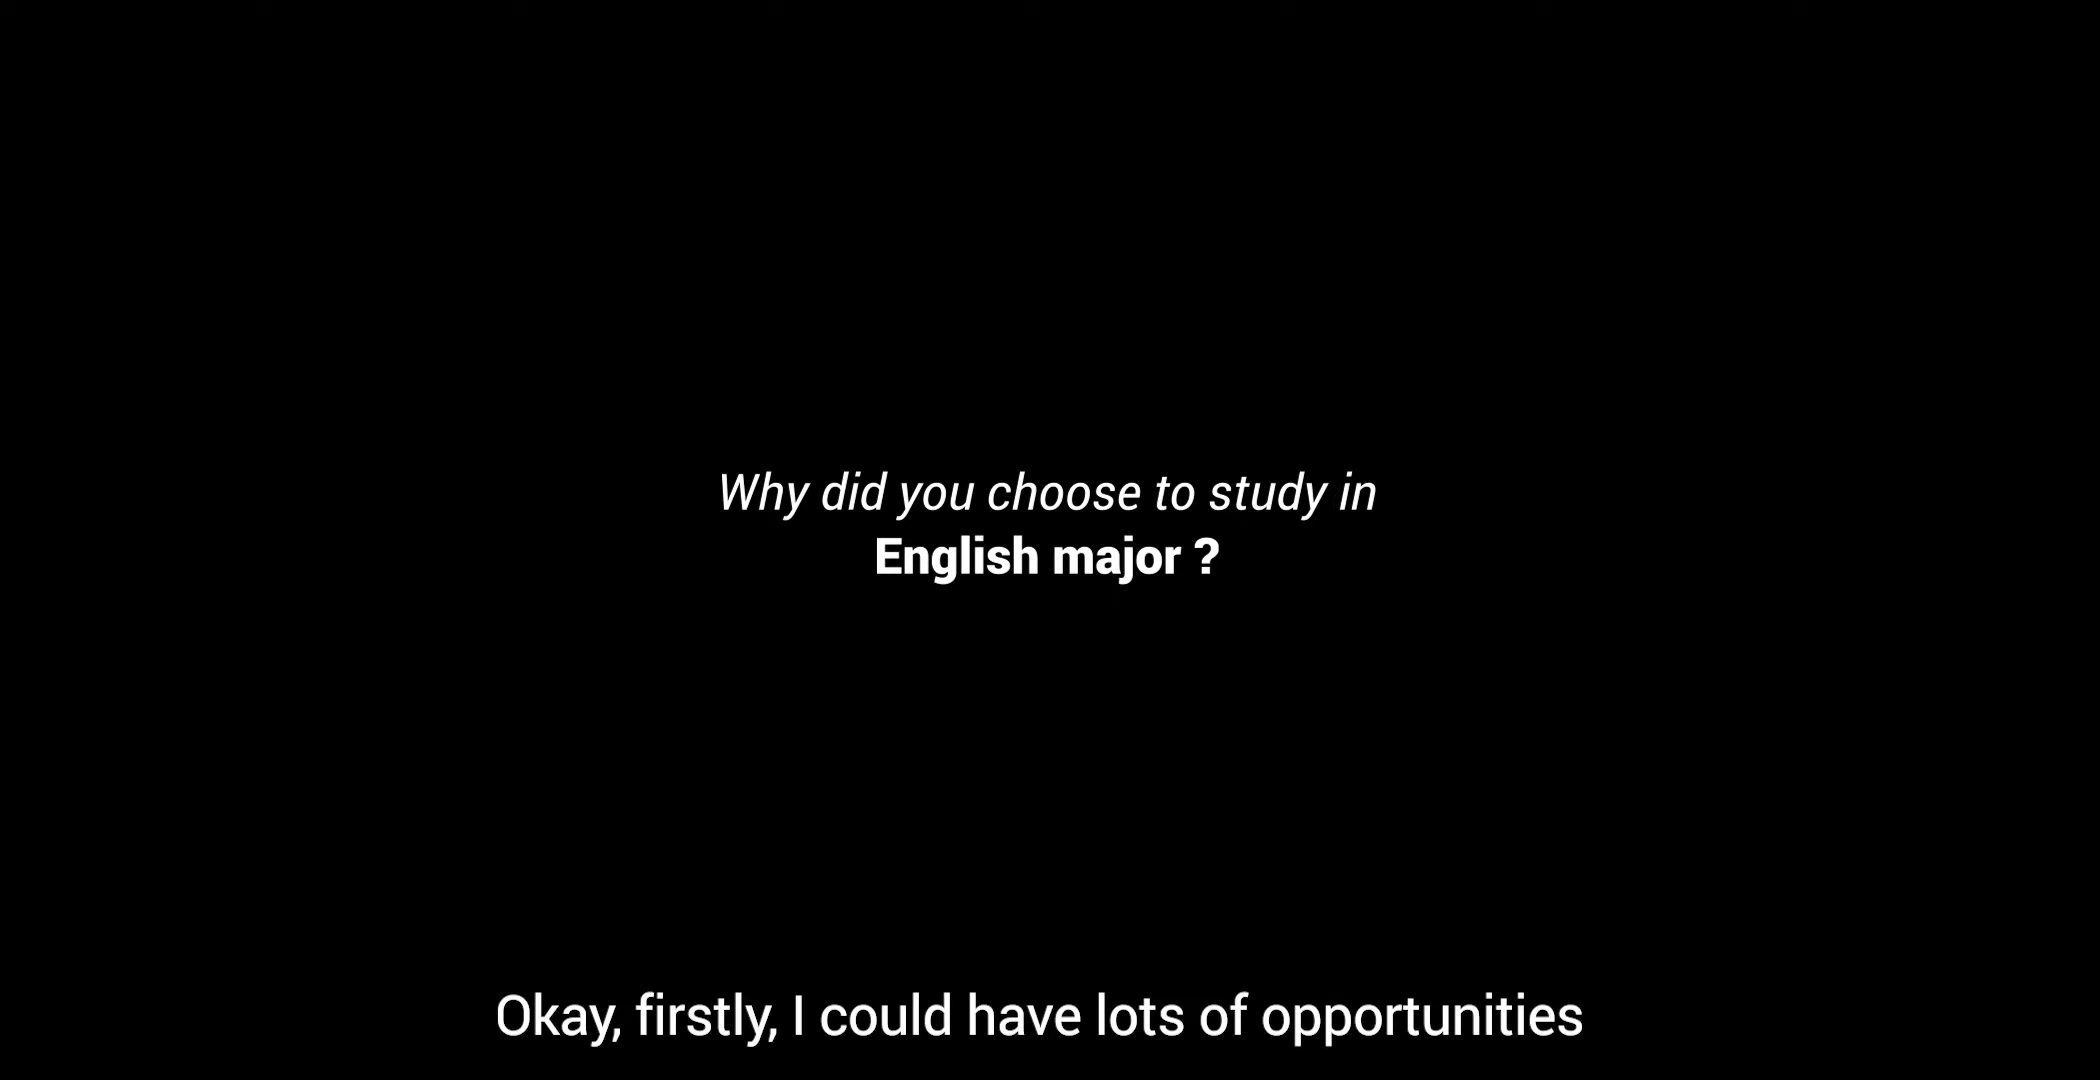 Why did you choose to study in
English major ?
Okay, firstly, I could have lots of opportunities